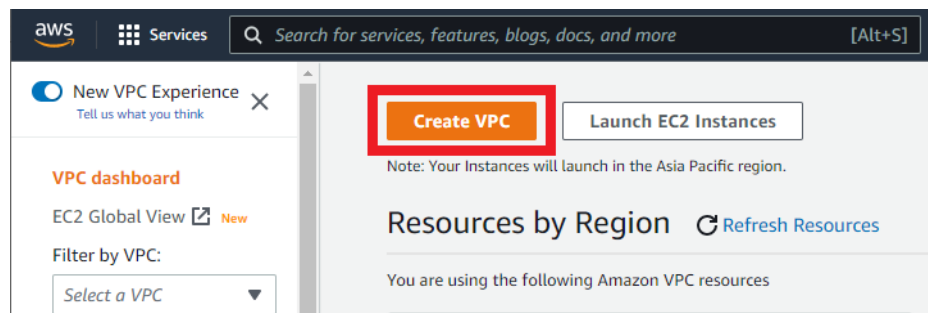 aws
Services
Search for services, features, blogs, docs, and more
[Alt+S]
New VPC Experience
Tell us what you think
VPC dashboard
EC2 Global View New
Filter by VPC:
Select a VPC
Create VPC
Launch EC2 Instances
Note: Your Instances will launch in the Asia Pacific region.
Resources by Region
Refresh Resources
You are using the following Amazon VPC resources